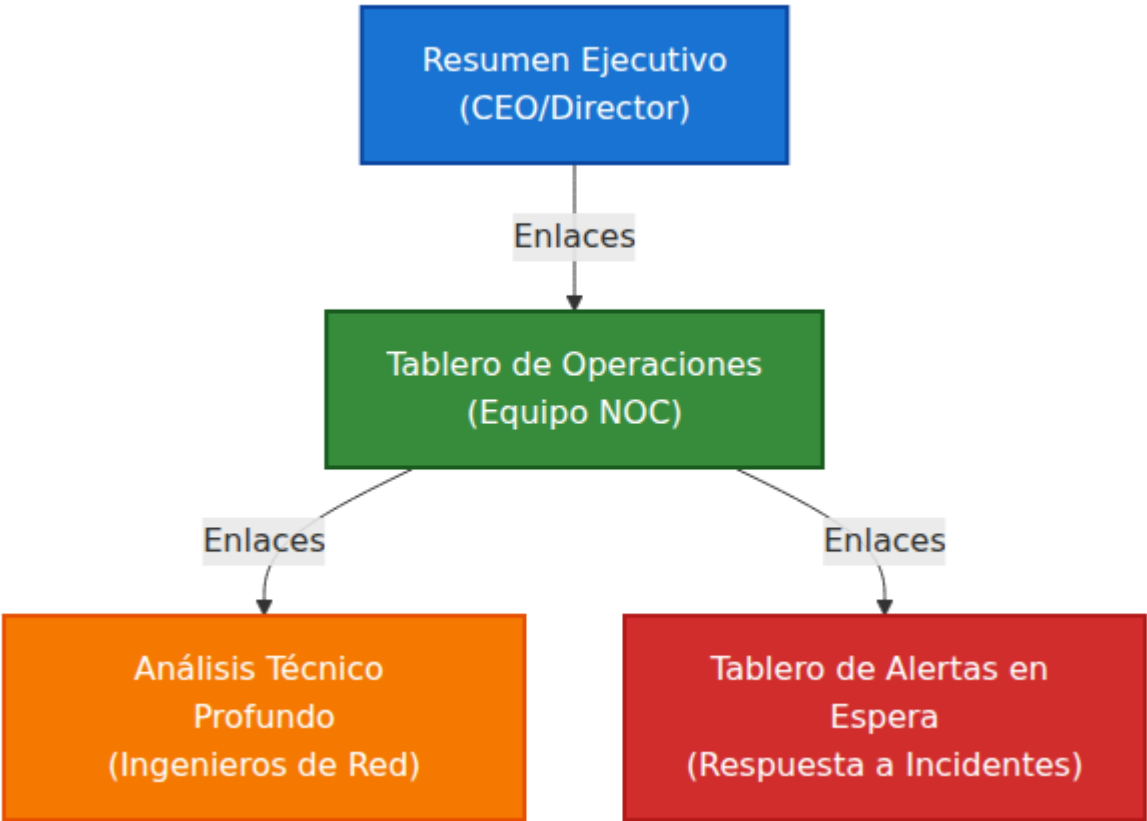 Resumen Ejecutivo
(CEO/Director)
Enlaces
Tablero de Operaciones
(Equipo NOC)
Enlaces
Enlaces
Análisis Técnico
Profundo
(Ingenieros de Red)
Tablero de Alertas en
Espera
(Respuesta a Incidentes)